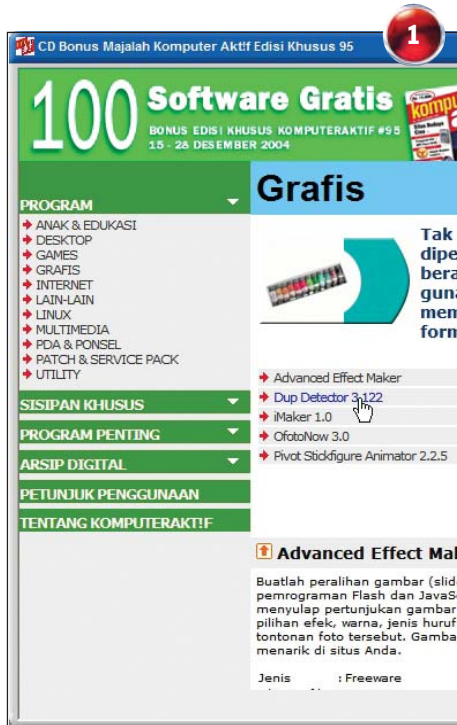 1
CD Bonus Majalah Komputer Akt!f Edisi Khusus 95
100 Software Gratis
BONUS EDISI KHUSUS KOMPUTERAKTIF #95
15 - 28 DESEMBER 2004
PROGRAM
ANAK & EDUKASI
DESKTOP
GAMES
GRAFIS
INTERNET
LAIN-LAIN
LINUX
MULTIMEDIA
PDA & PONSEL
PATCH & SERVICE PACK
UTILITY
SISIPAN KHUSUS
PROGRAM PENTING
ARSIP DIGITAL
PETUNJUK PENGGUNAAN
TENTANG KOMPUTERAKT!F
Grafis
Tak
dipe
bera
guna
mem
form
Advanced Effect Maker
Dup Detector 3.122
iMaker 1.0
OfotoNow 3.0
Pivot Stickfigure Animator 2.2.5
Advanced Effect Mal
Buatlah peralihan gambar (slid
pemrograman Flash dan JavaS
menyulap pertunjukan gambar
pilihan efek, warna, jenis huruf
tontonan foto tersebut. Gamba
menarik di situs Anda.
Jenis : Freeware